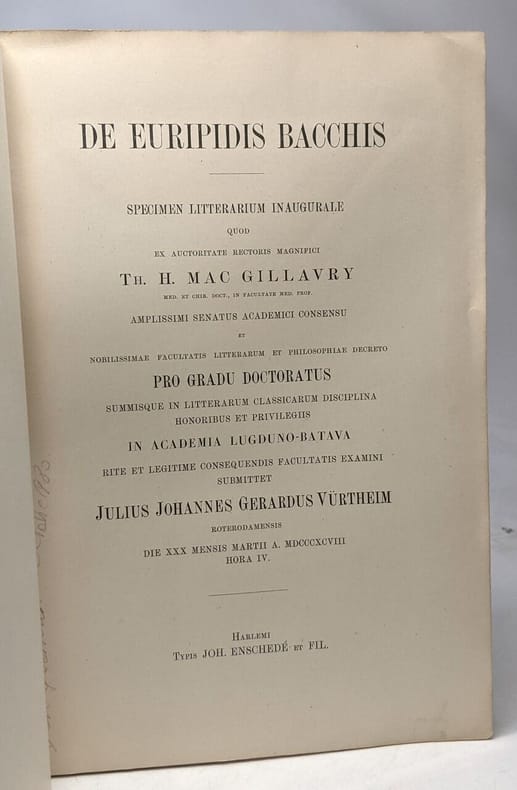 DE EURIPIDIS BACCHIS
SPECIMEN LITTERARIUM INAUGURALE
QUOD
EX AUCTORITATE RECTORIS MAGNIFICI
TH. H. MAC GILLAVRY
MED. ET CHIR. DOCT., IN FACULTATE MED. PROF.
AMPLISSIMI SENATUS ACADEMICI CONSENSU
ET
NOBILISSIMAE FACULTATIS LITTERARUM ET PHILOSOPHIAE DECRETO
PRO GRADU DOCTORATUS
SUMMISQUE IN LITTERARUM CLASSICARUM DISCIPLINA
HONORIBUS ET PRIVILEGIIS
IN ACADEMIA LUGDUNO-BATAVA
RITE ET LEGITIME CONSEQUENDIS FACULTATIS EXAMINI
SUBMITTET
JULIUS JOHANNES GERARDUS VÜRTHEIM
ROTERODAMENSIS
DIE XXX MENSIS MARTII A. MDCCCXCVIII
HORA IV.
HARLEMI
TYPIS JOH. ENSCHEDÉ ET FIL.